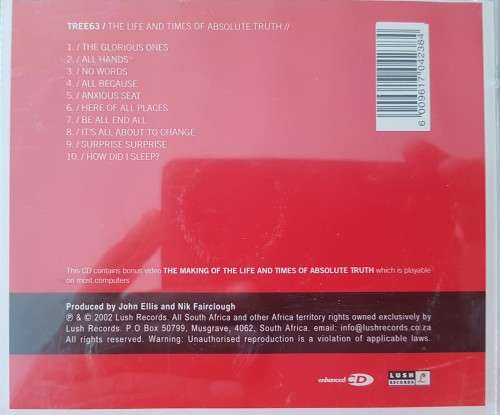 TREE63 / THE LIFE AND TIMES OF ABSOLUTE TRUTH //
1. / THE GLORIOUS ONES
2. / ALL HANDS
3. / NO WORDS
4. / ALL BECAUSE
5. / ANXIOUS SEAT
6. / HERE OF ALL PLACES
7. / BE ALL END ALL
8. / IT'S ALL ABOUT TO CHANGE
9. / SURPRISE SURPRISE
10. / HOW DID I SLEEP?
6 009617 042384
This CD contains bonus video THE MAKING OF THE LIFE AND TIMES OF ABSOLUTE TRUTH which is playable
on most computers
Produced by John Ellis and Nik Fairclough
℗ & © 2002 Lush Records. All South Africa and other Africa territory rights owned exclusively by
Lush Records. P O Box 50799, Musgrave, 4062, South Africa. email: info@lushrecords.co.za
All rights reserved. Warning: Unauthorised reproduction is a violation of applicable laws.
enhanced CD
LUSH
RECORDS